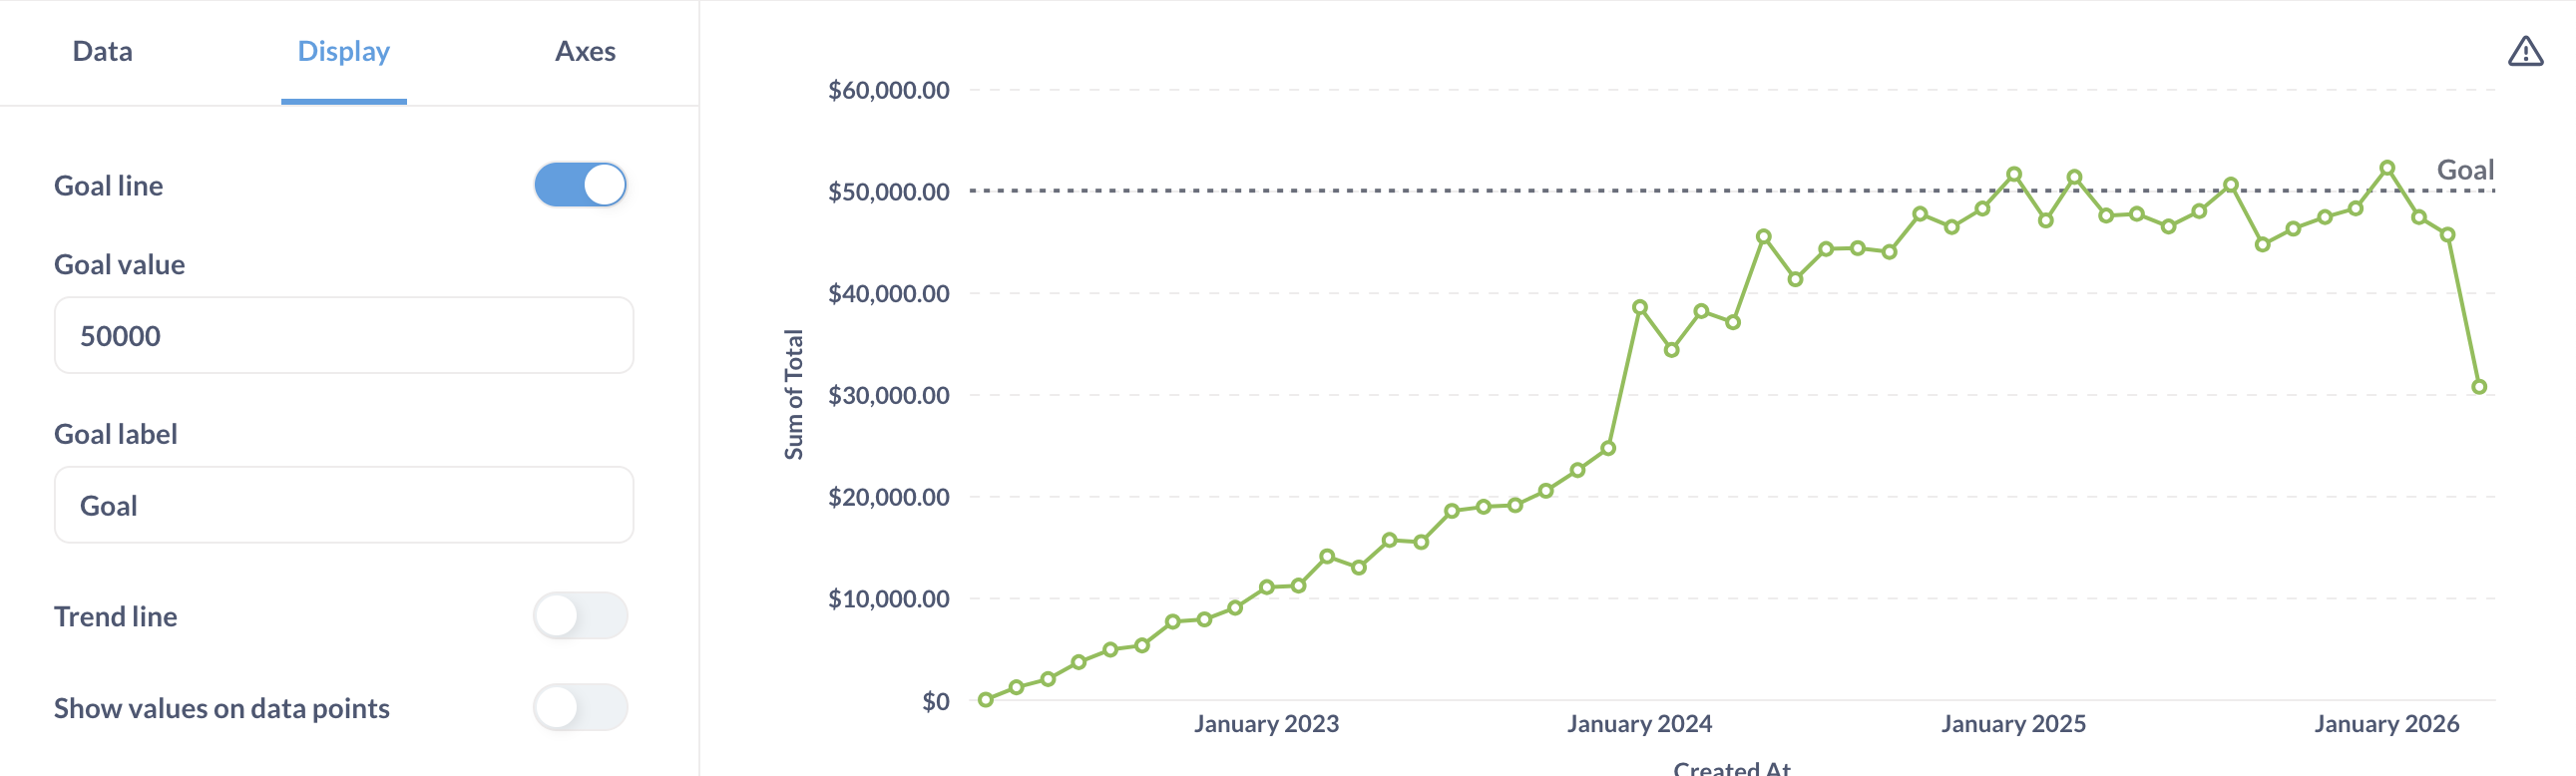 Data
Display
Axes
Goal line
Goal value
50000
Goal label
Goal
Trend line
Show values on data points
$60,000.00
$50,000.00
$40,000.00
$30,000.00
$20,000.00
$10,000.00
$0
Sum of Total
Goal
January 2023
January 2024
January 2025
January 2026
Created At